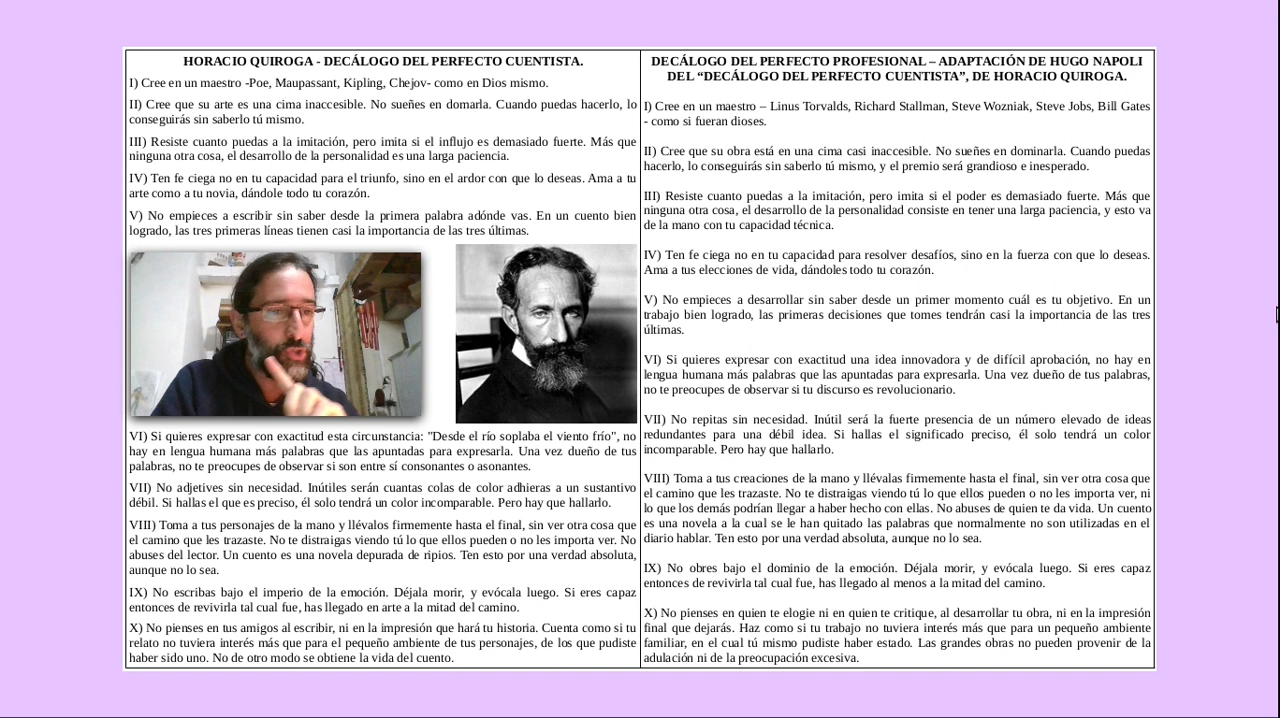 HORACIO QUIROGA - DECÁLOGO DEL PERFECTO CUENTISTA.
I) Cree en un maestro -Poe, Maupassant, Kipling, Chejov- como en Dios mismo.
II) Cree que su arte es una cima inaccesible. No sueñes en domarla. Cuando puedas hacerlo, lo
conseguirás sin saberlo tú mismo.
III) Resiste cuanto puedas a la imitación, pero imita si el influjo es demasiado fuerte. Más que
ninguna otra cosa, el desarrollo de la personalidad es una larga paciencia.
IV) Ten fe ciega no en tu capacidad para el triunfo, sino en el ardor con que lo deseas. Ama a tu
arte como a tu novia, dándole todo tu corazón.
V) No empieces a escribir sin saber desde la primera palabra adónde vas. En un cuento bien
logrado, las tres primeras líneas tienen casi la importancia de las tres últimas.
VI) Si quieres expresar con exactitud esta circunstancia: "Desde el río soplaba el viento frío", no
hay en lengua humana más palabras que las apuntadas para expresarla. Una vez dueño de tus
palabras, no te preocupes de observar si son entre sí consonantes o asonantes.
VII) No adjetives sin necesidad. Inútiles serán cuantas colas de color adhieras a un sustantivo
débil. Si hallas el que es preciso, él solo tendrá un color incomparable. Pero hay que hallarlo.
VIII) Toma a tus personajes de la mano y llévalos firmemente hasta el final, sin ver otra cosa que
el camino que les trazaste. No te distraigas viendo tú lo que ellos pueden o no les importa ver. No
abuses del lector. Un cuento es una novela depurada de ripios. Ten esto por una verdad absoluta,
aunque no lo sea.
IX) No escribas bajo el imperio de la emoción. Déjala morir, y evócala luego. Si eres capaz
entonces de revivirla tal cual fue, has llegado en arte a la mitad del camino.
X) No pienses en tus amigos al escribir, ni en la impresión que hará tu historia. Cuenta como si tu
relato no tuviera interés más que para el pequeño ambiente de tus personajes, de los que pudiste
haber sido uno. No de otro modo se obtiene la vida del cuento.
DECÁLOGO DEL PERFECTO PROFESIONAL – ADAPTACIÓN DE HUGO NAPOLI
DEL “DECÁLOGO DEL PERFECTO CUENTISTA”, DE HORACIO QUIROGA.
I) Cree en un maestro – Linus Torvalds, Richard Stallman, Steve Wozniak, Steve Jobs, Bill Gates
- como si fueran dioses.
II) Cree que su obra está en una cima casi inaccesible. No sueñes en dominarla. Cuando puedas
hacerlo, lo conseguirás sin saberlo tú mismo, y el premio será grandioso e inesperado.
III) Resiste cuanto puedas a la imitación, pero imita si el poder es demasiado fuerte. Más que
ninguna otra cosa, el desarrollo de la personalidad consiste en tener una larga paciencia, y esto va
de la mano con tu capacidad técnica.
IV) Ten fe ciega no en tu capacidad para resolver desafíos, sino en la fuerza con que lo deseas.
Ama a tus elecciones de vida, dándoles todo tu corazón.
V) No empieces a desarrollar sin saber desde un primer momento cuál es tu objetivo. En un
trabajo bien logrado, las primeras decisiones que tomes tendrán casi la importancia de las tres
últimas.
VI) Si quieres expresar con exactitud una idea innovadora y de difícil aprobación, no hay en
lengua humana más palabras que las apuntadas para expresarla. Una vez dueño de tus palabras,
no te preocupes de observar si tu discurso es revolucionario.
VII) No repitas sin necesidad. Inútil será la fuerte presencia de un número elevado de ideas
redundantes para una débil idea. Si hallas el significado preciso, él solo tendrá un color
incomparable. Pero hay que hallarlo.
VIII) Toma a tus creaciones de la mano y llévalas firmemente hasta el final, sin ver otra cosa que
el camino que les trazaste. No te distraigas viendo tú lo que ellos pueden o no les importa ver, ni
lo que los demás podrían llegar a haber hecho con ellas. No abuses de quien te da vida. Un cuento
es una novela a la cual se le han quitado las palabras que normalmente no son utilizadas en el
diario hablar. Ten esto por una verdad absoluta, aunque no lo sea.
IX) No obres bajo el dominio de la emoción. Déjala morir, y evócala luego. Si eres capaz
entonces de revivirla tal cual fue, has llegado al menos a la mitad del camino.
X) No pienses en quien te elogie ni en quien te critique, al desarrollar tu obra, ni en la impresión
final que dejarás. Haz como si tu trabajo no tuviera interés más que para un pequeño ambiente
familiar, en el cual tú mismo pudiste haber estado. Las grandes obras no pueden provenir de la
adulación ni de la preocupación excesiva.